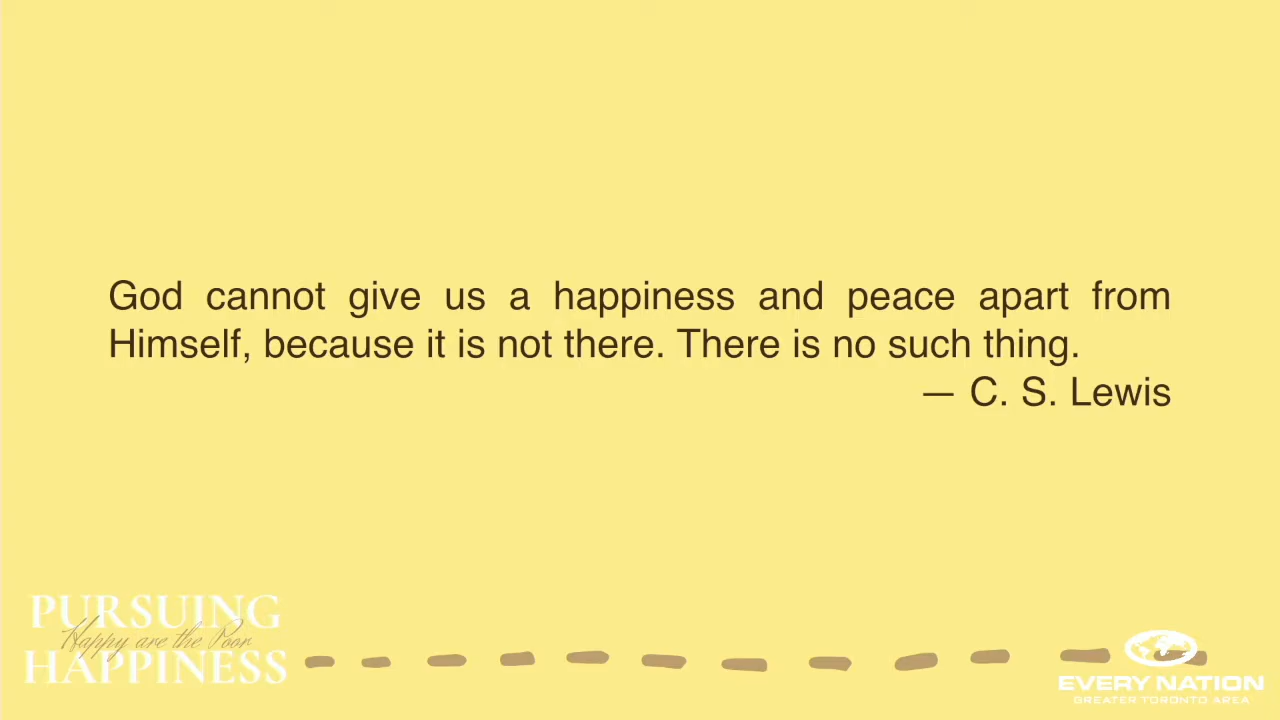 God cannot give us a happiness and peace apart from
Himself, because it is not there. There is no such thing.
— C. S. Lewis
PURSUING
Happy are the Poor
HAPPINESS
EVERY NATION
GREATER TORONTO AREA